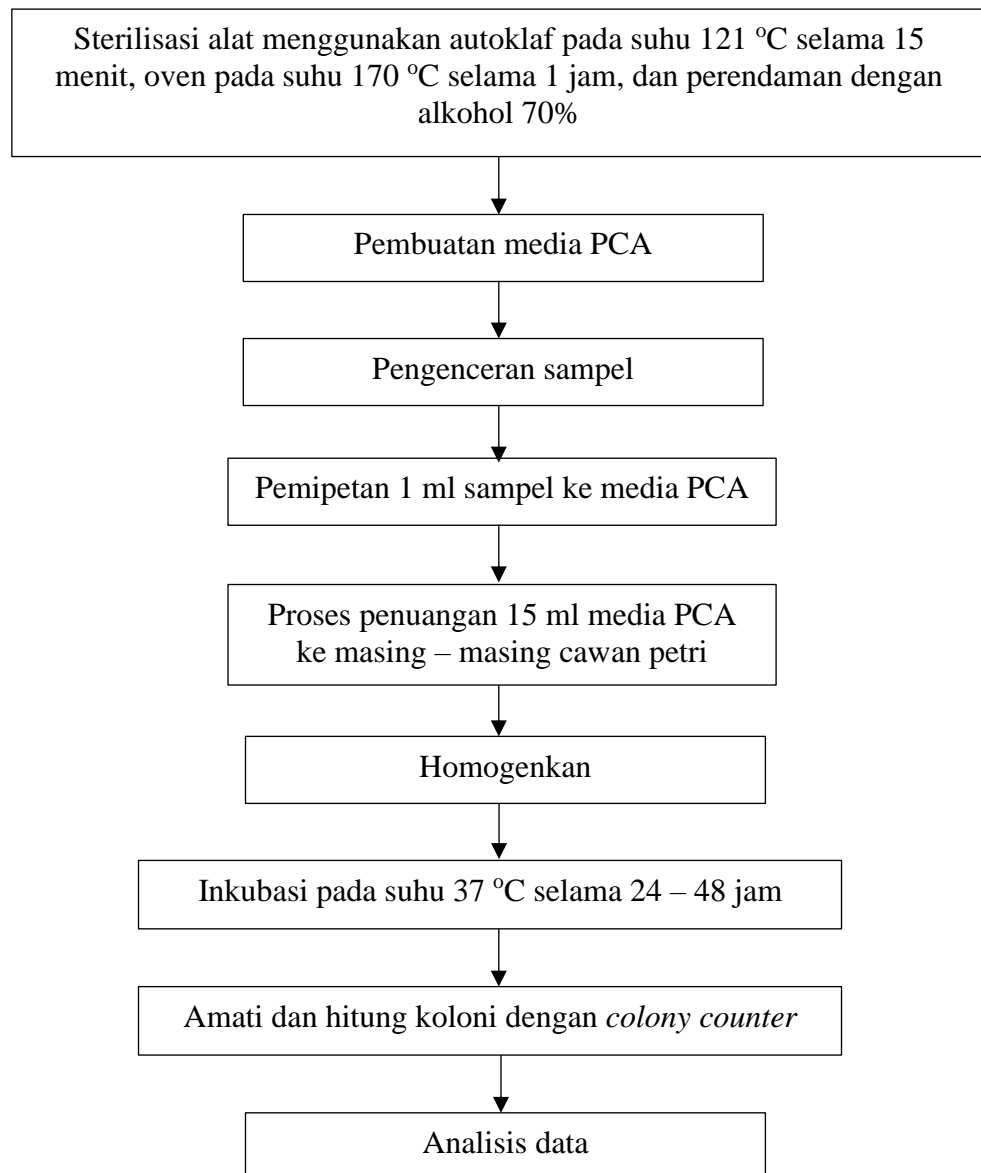 Sterilisasi alat menggunakan autoklaf pada suhu 121 °C selama 15
menit, oven pada suhu 170 °C selama 1 jam, dan perendaman dengan
alkohol 70%
Pembuatan media PCA
Pengenceran sampel
Pemipetan 1 ml sampel ke media PCA
Proses penuangan 15 ml media PCA
ke masing – masing cawan petri
Homogenkan
Inkubasi pada suhu 37 °C selama 24 – 48 jam
Amati dan hitung koloni dengan colony counter
Analisis data